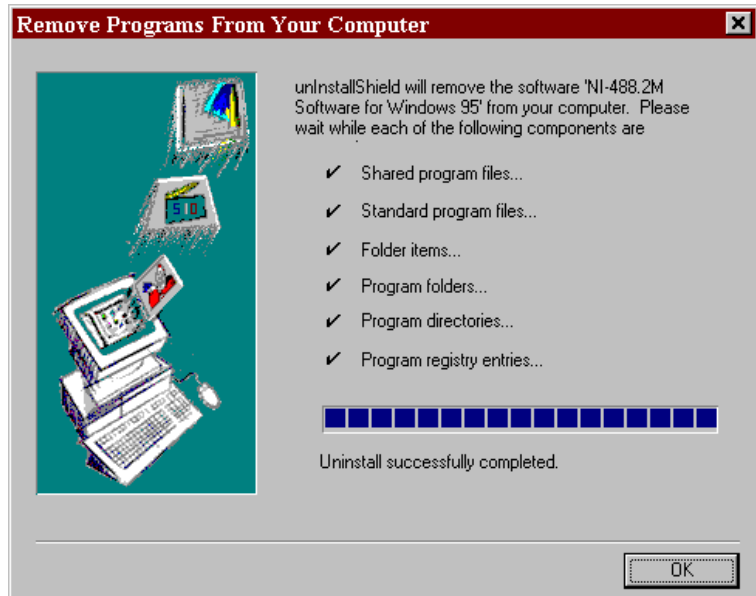 Remove Programs From Your Computer
unInstallShield will remove the software 'NI-488.2M
Software for Windows 95' from your computer. Please
wait while each of the following components are
✔ Shared program files...
✔ Standard program files...
✔ Folder items...
✔ Program folders...
✔ Program directories...
✔ Program registry entries...
Uninstall successfully completed.
OK